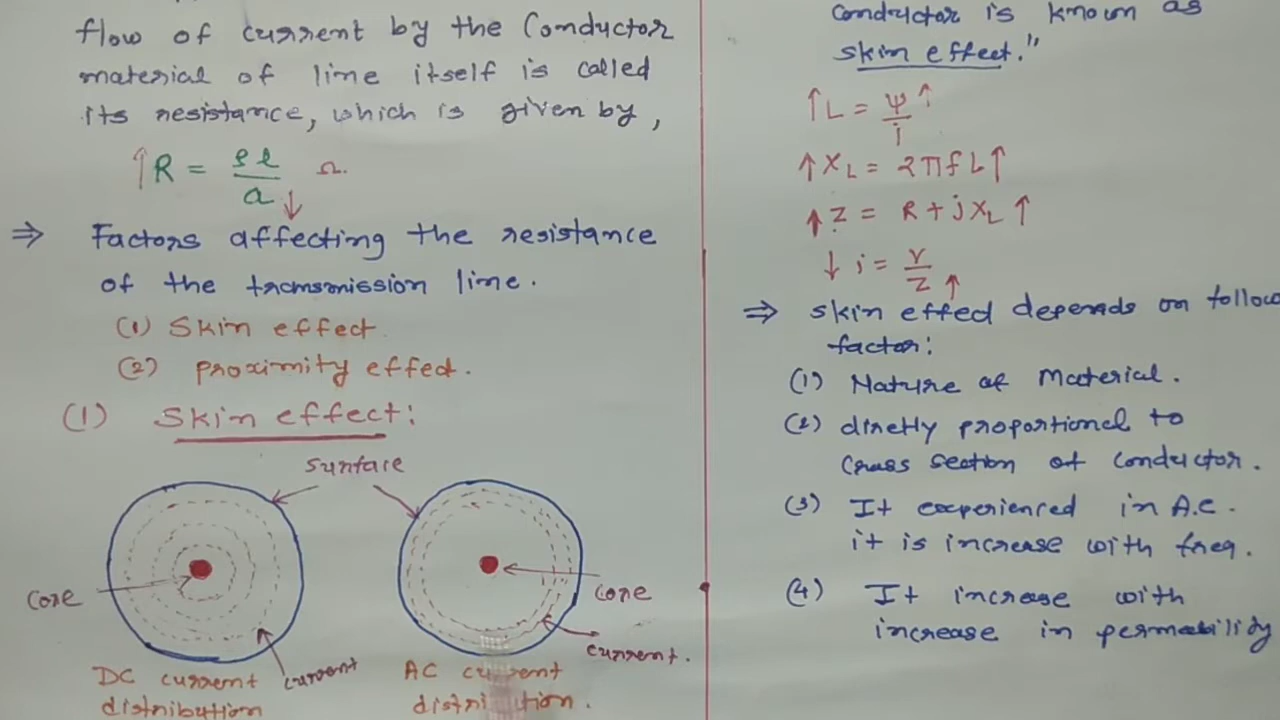 flow of current by the Conductor
material of line itself is called
its resistance, which is given by,
↑R = ρl/a↓ Ω.
⇒ Factors affecting the resistance
of the transmission line.
(1) Skin effect.
(2) proximity effect.
(1) Skin effect:
surface
core
current
DC current
distribution
core
current.
AC current
distribution.
Conductor is known as
skin effect."
↑L = ψ↑/i
↑XL = 2πfL↑
↑Z = R + jXL↑
↓i = V/Z↑
⇒ skin effect depends on follow
factor:
(1) Nature of Material.
(2) directly proportional to
Cross section of conductor.
(3) It experienced in A.C.
it is increase with freq.
(4) It increase with
increase in permeability